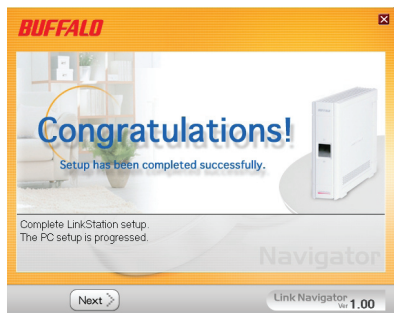 BUFFALO
Congratulations!
Setup has been completed successfully.
Complete LinkStation setup.
The PC setup is progressed.
Navigator
Next
Link Navigator
Ver 1.00